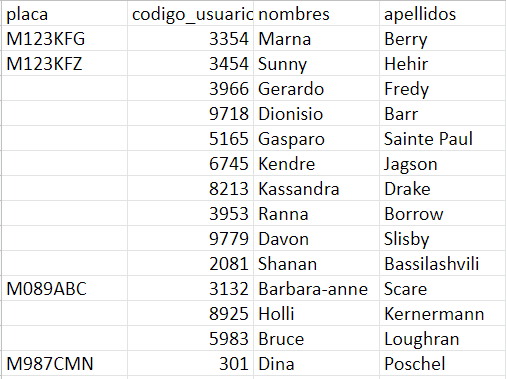 placa codigo_usuario nombres apellidos
M123KFG 3354 Marna Berry
M123KFZ 3454 Sunny Hehir
3966 Gerardo Fredy
9718 Dionisio Barr
5165 Gasparo Sainte Paul
6745 Kendre Jagson
8213 Kassandra Drake
3953 Ranna Borrow
9779 Davon Slisby
2081 Shanan Bassilashvili
M089ABC 3132 Barbara-anne Scare
8925 Holli Kernermann
5983 Bruce Loughran
M987CMN 301 Dina Poschel